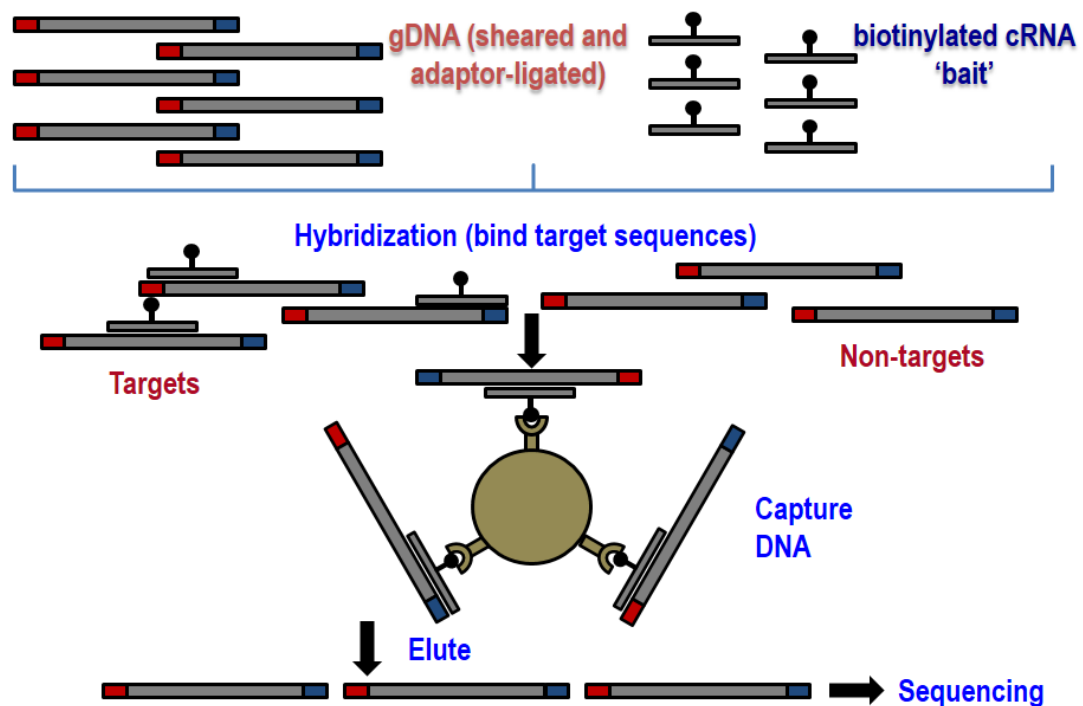 gDNA (sheared and
adaptor-ligated)
biotinylated cRNA
‘bait’
Hybridization (bind target sequences)
Targets
Non-targets
Capture
DNA
Elute
Sequencing